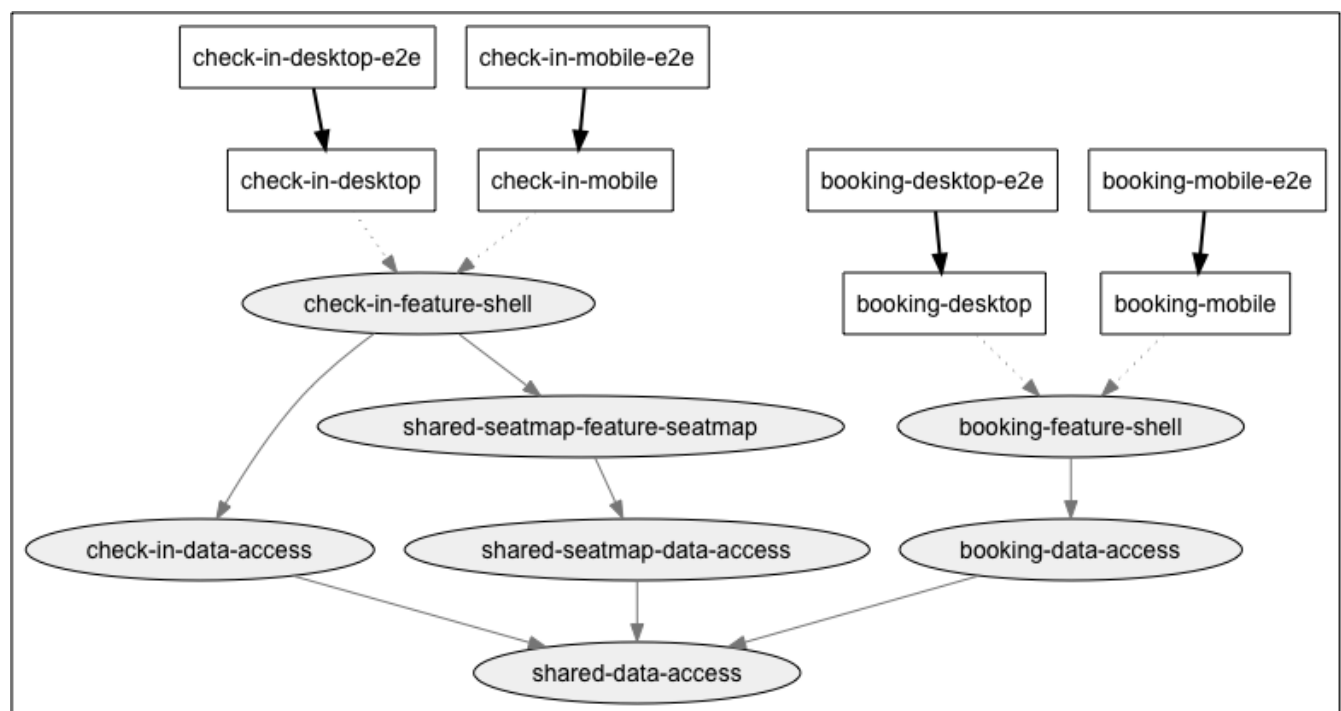 check-in-desktop-e2e
check-in-mobile-e2e
check-in-desktop
check-in-mobile
booking-desktop-e2e
booking-mobile-e2e
check-in-feature-shell
booking-desktop
booking-mobile
shared-seatmap-feature-seatmap
booking-feature-shell
check-in-data-access
shared-seatmap-data-access
booking-data-access
shared-data-access